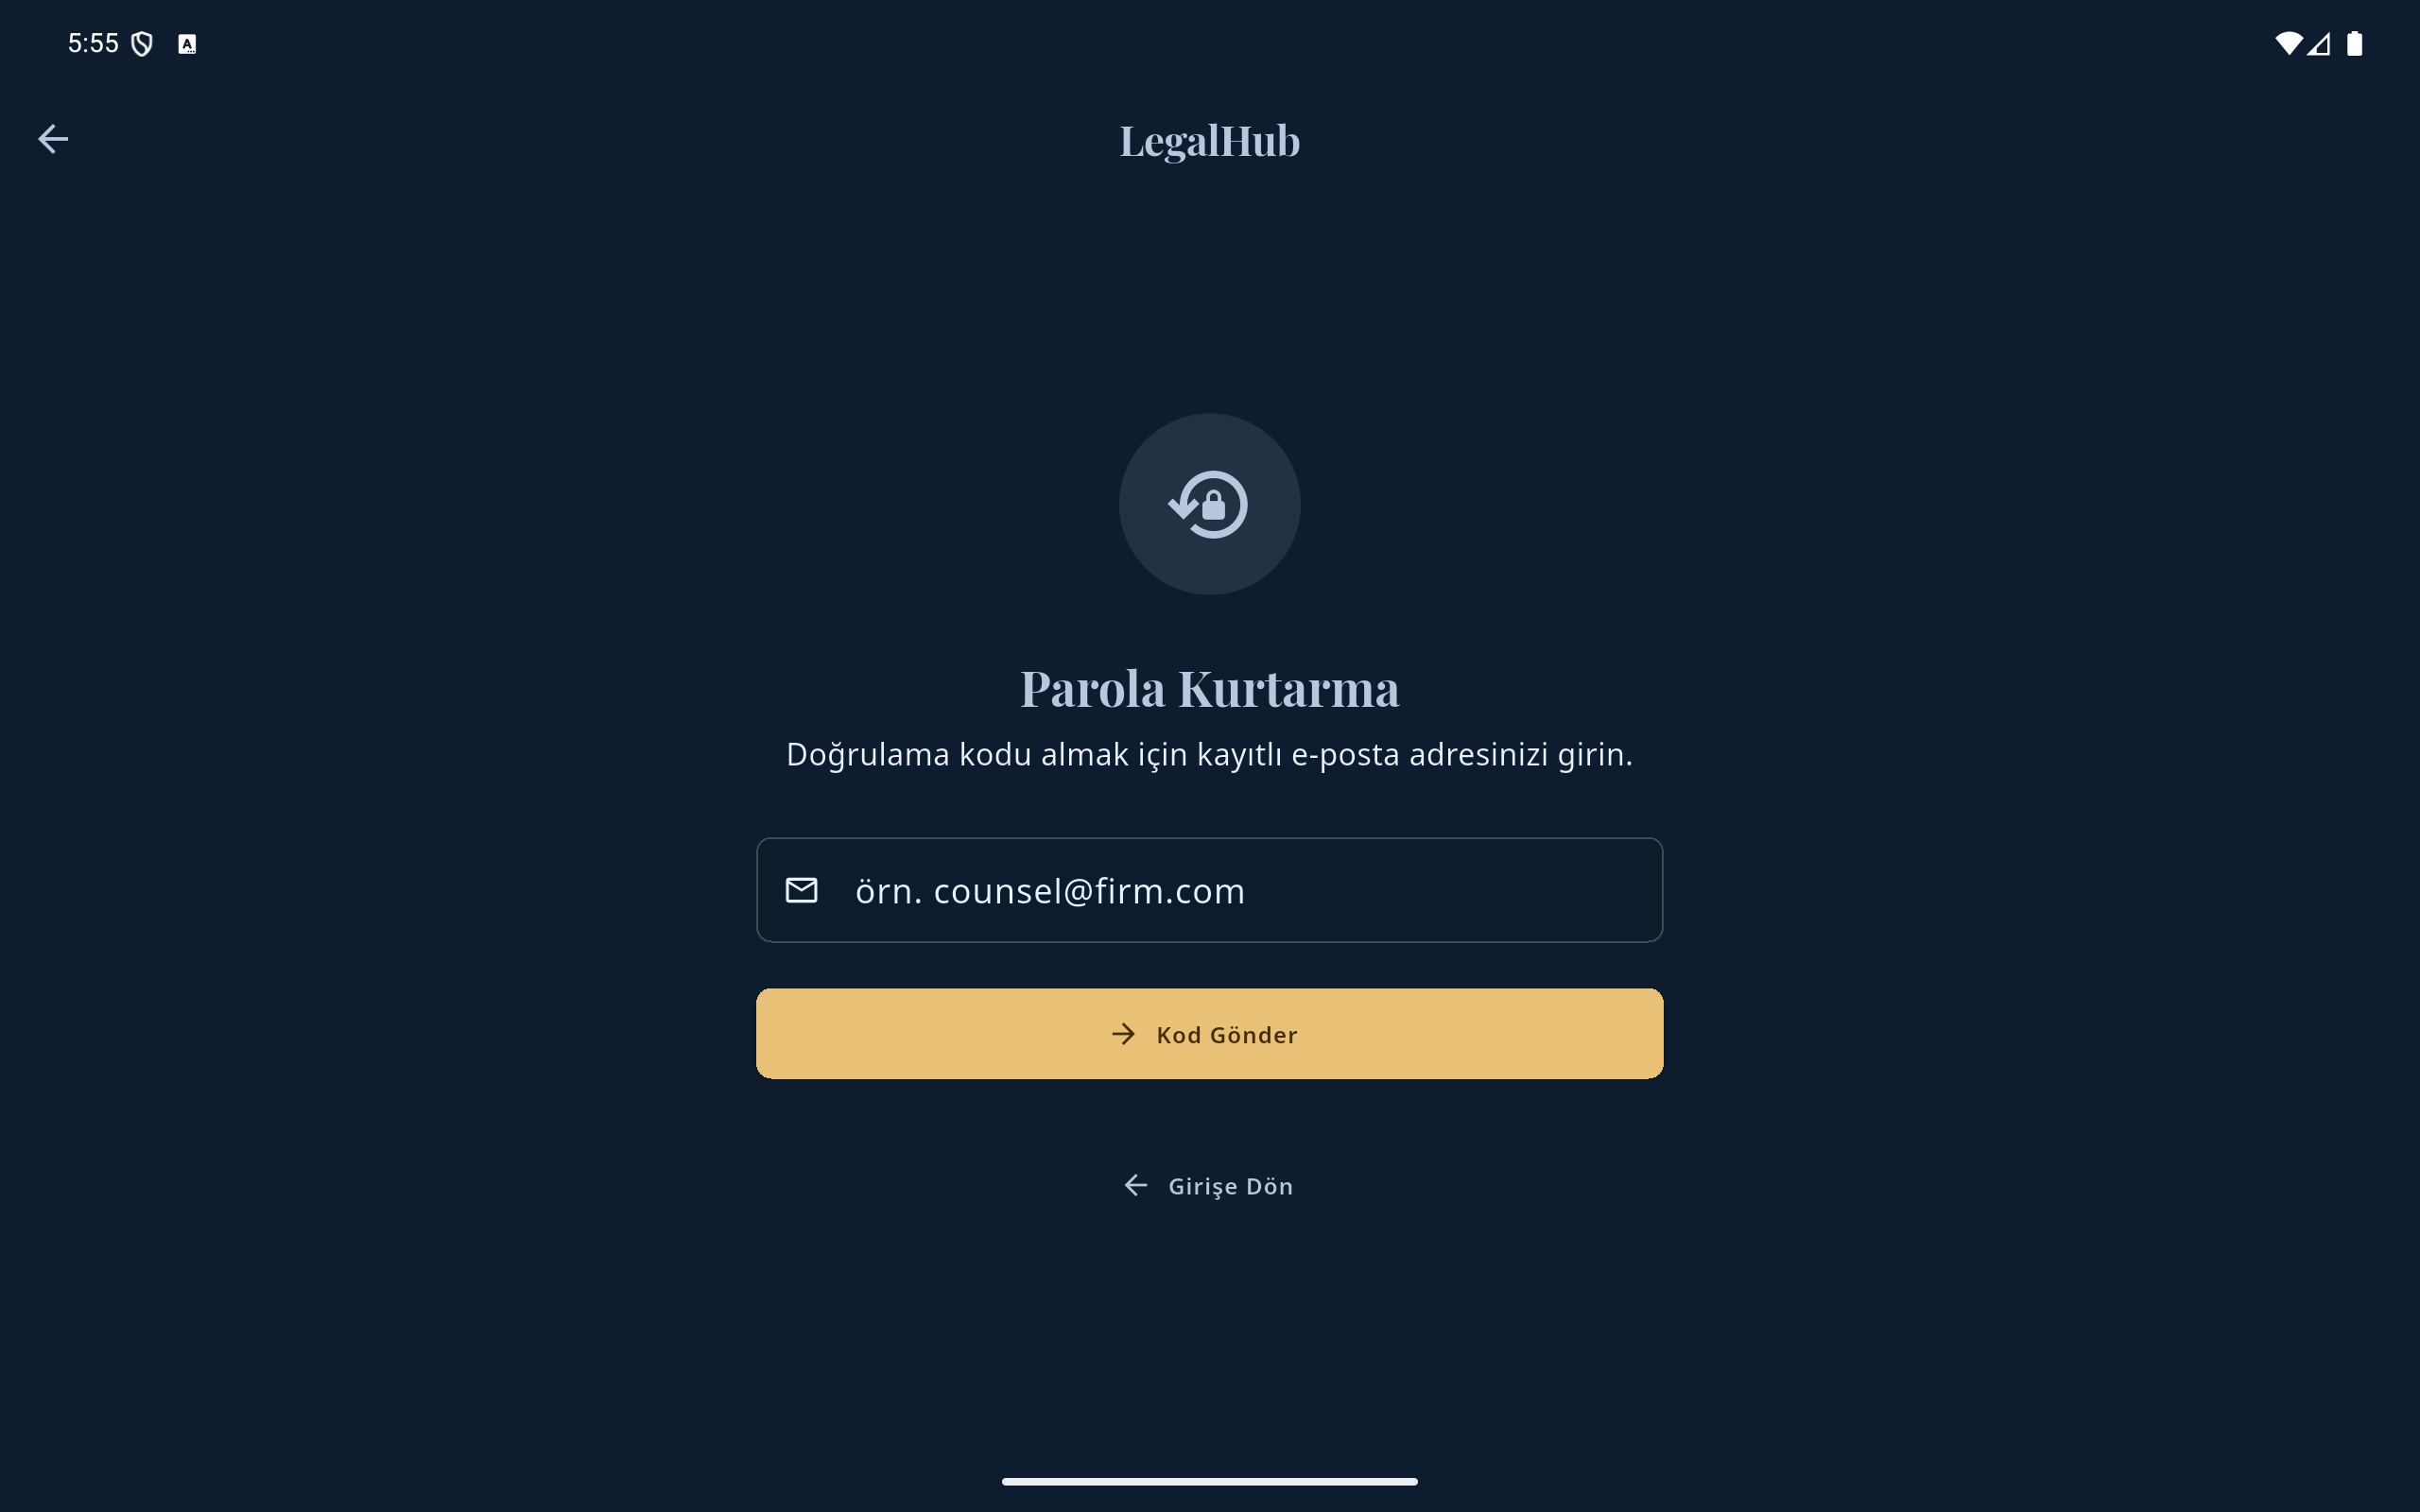 5:55
LegalHub
Parola Kurtarma
Doğrulama kodu almak için kayıtlı e-posta adresinizi girin.
örn. counsel@firm.com
Kod Gönder
Girişe Dön